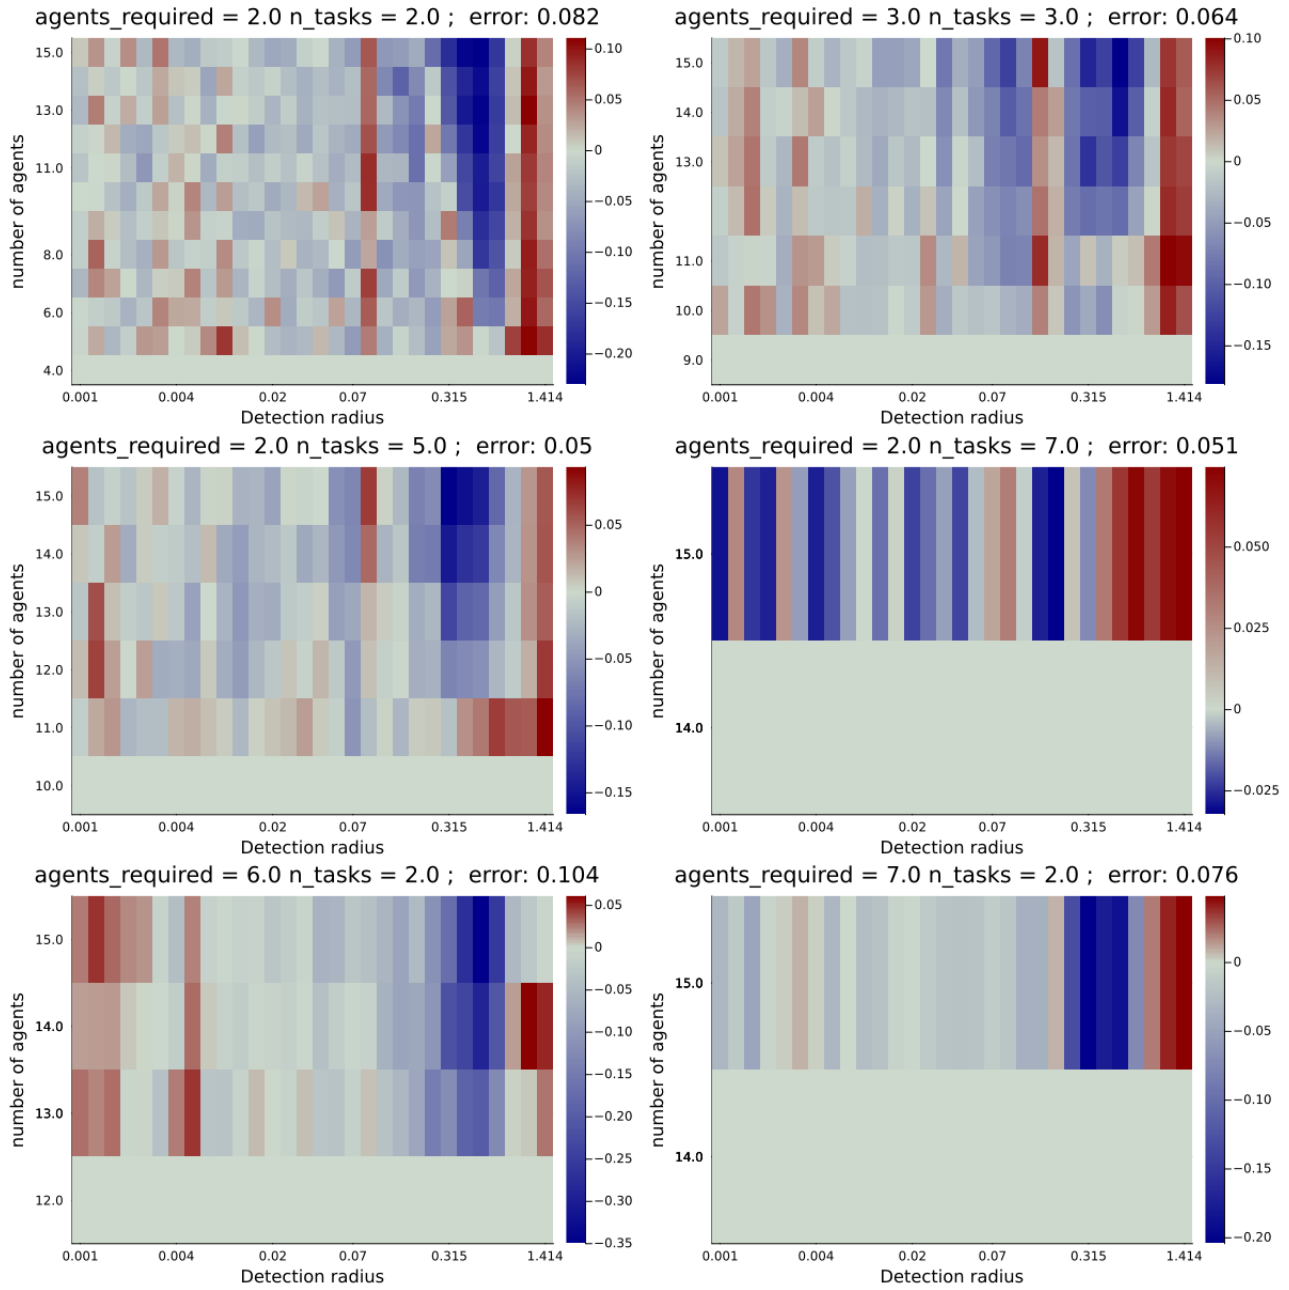 agents_required = 2.0 n_tasks = 2.0 ;  error: 0.082
number of agents
15.0
13.0
11.0
8.0
6.0
4.0
0.001 0.004 0.02 0.07 0.315 1.414
Detection radius
0.10
0.05
0
−0.05
−0.10
−0.15
−0.20
agents_required = 3.0 n_tasks = 3.0 ;  error: 0.064
number of agents
15.0
14.0
13.0
11.0
10.0
9.0
0.001 0.004 0.02 0.07 0.315 1.414
Detection radius
0.10
0.05
0
−0.05
−0.10
−0.15
agents_required = 2.0 n_tasks = 5.0 ;  error: 0.05
number of agents
15.0
14.0
13.0
12.0
11.0
10.0
0.001 0.004 0.02 0.07 0.315 1.414
Detection radius
0.05
0
−0.05
−0.10
−0.15
agents_required = 2.0 n_tasks = 7.0 ;  error: 0.051
number of agents
15.0
14.0
0.001 0.004 0.02 0.07 0.315 1.414
Detection radius
0.050
0.025
0
−0.025
agents_required = 6.0 n_tasks = 2.0 ;  error: 0.104
number of agents
15.0
14.0
13.0
12.0
0.001 0.004 0.02 0.07 0.315 1.414
Detection radius
0.05
0
−0.05
−0.10
−0.15
−0.20
−0.25
−0.30
−0.35
agents_required = 7.0 n_tasks = 2.0 ;  error: 0.076
number of agents
15.0
14.0
0.001 0.004 0.02 0.07 0.315 1.414
Detection radius
0
−0.05
−0.10
−0.15
−0.20